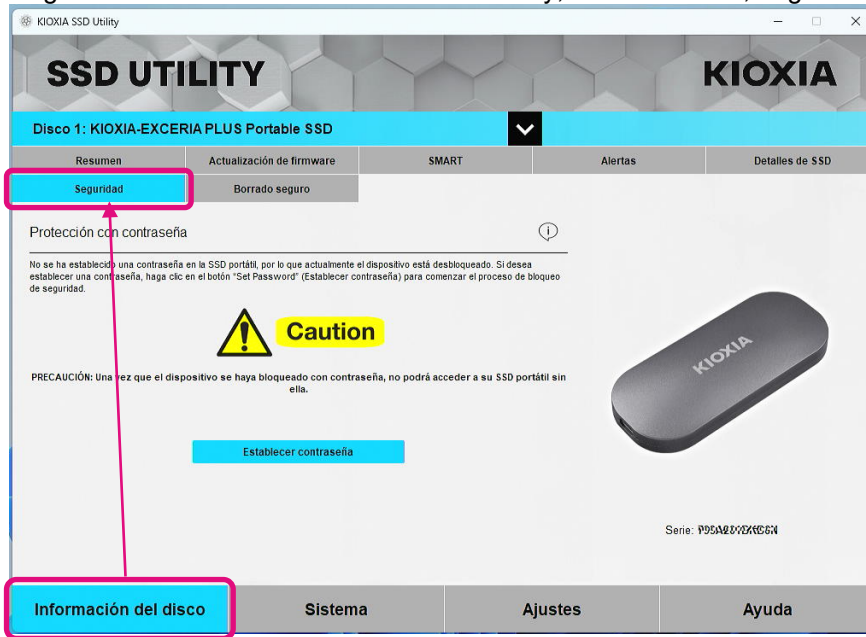 KIOXIA SSD Utility
SSD UTILITY
KIOXIA
Disco 1: KIOXIA-EXCERIA PLUS Portable SSD
Resumen
Actualización de firmware
SMART
Alertas
Detalles de SSD
Seguridad
Borrado seguro
Protección con contraseña
No se ha establecido una contraseña en la SSD portátil, por lo que actualmente el dispositivo está desbloqueado. Si desea
establecer una contraseña, haga clic en el botón "Set Password" (Establecer contraseña) para comenzar el proceso de bloqueo
de seguridad.
Caution
PRECAUCIÓN: Una vez que el dispositivo se haya bloqueado con contraseña, no podrá acceder a su SSD portátil sin
ella.
Establecer contraseña
KIOXIA
Serie:
Información del disco
Sistema
Ajustes
Ayuda